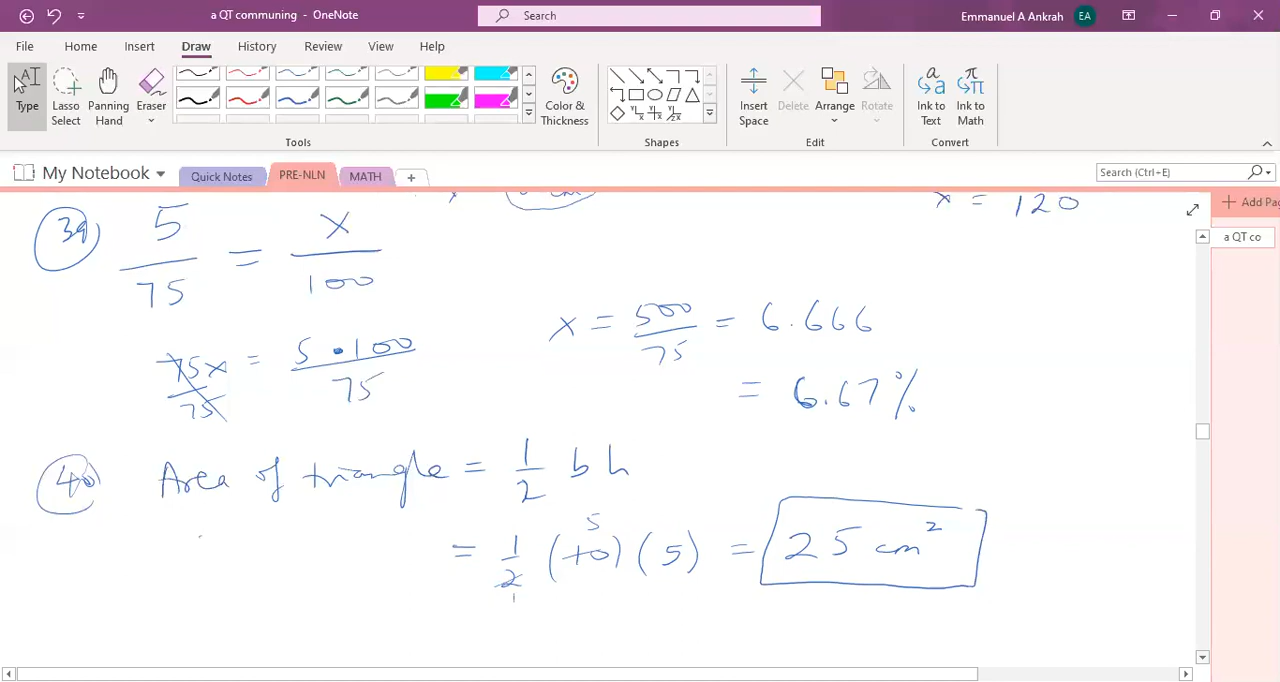 a QT communing - OneNote
Search
Emmanuel A Ankrah
EA
File Home Insert Draw History Review View Help
Type
Lasso Select
Panning Hand
Eraser
Color & Thickness
Insert Space
Delete
Arrange
Rotate
Ink to Text
Ink to Math
Tools
Shapes
Edit
Convert
My Notebook
Quick Notes
PRE-NLN
MATH
+
Search (Ctrl+E)
Add Pag
a QT co
x = 120
39) 5/75 = x/100
75x/75 = 5•100/75
x = 500/75 = 6.666
= 6.67%
40) Area of triangle = 1/2 b h
= 1/2 (10) (5) = 25 cm²
5
1